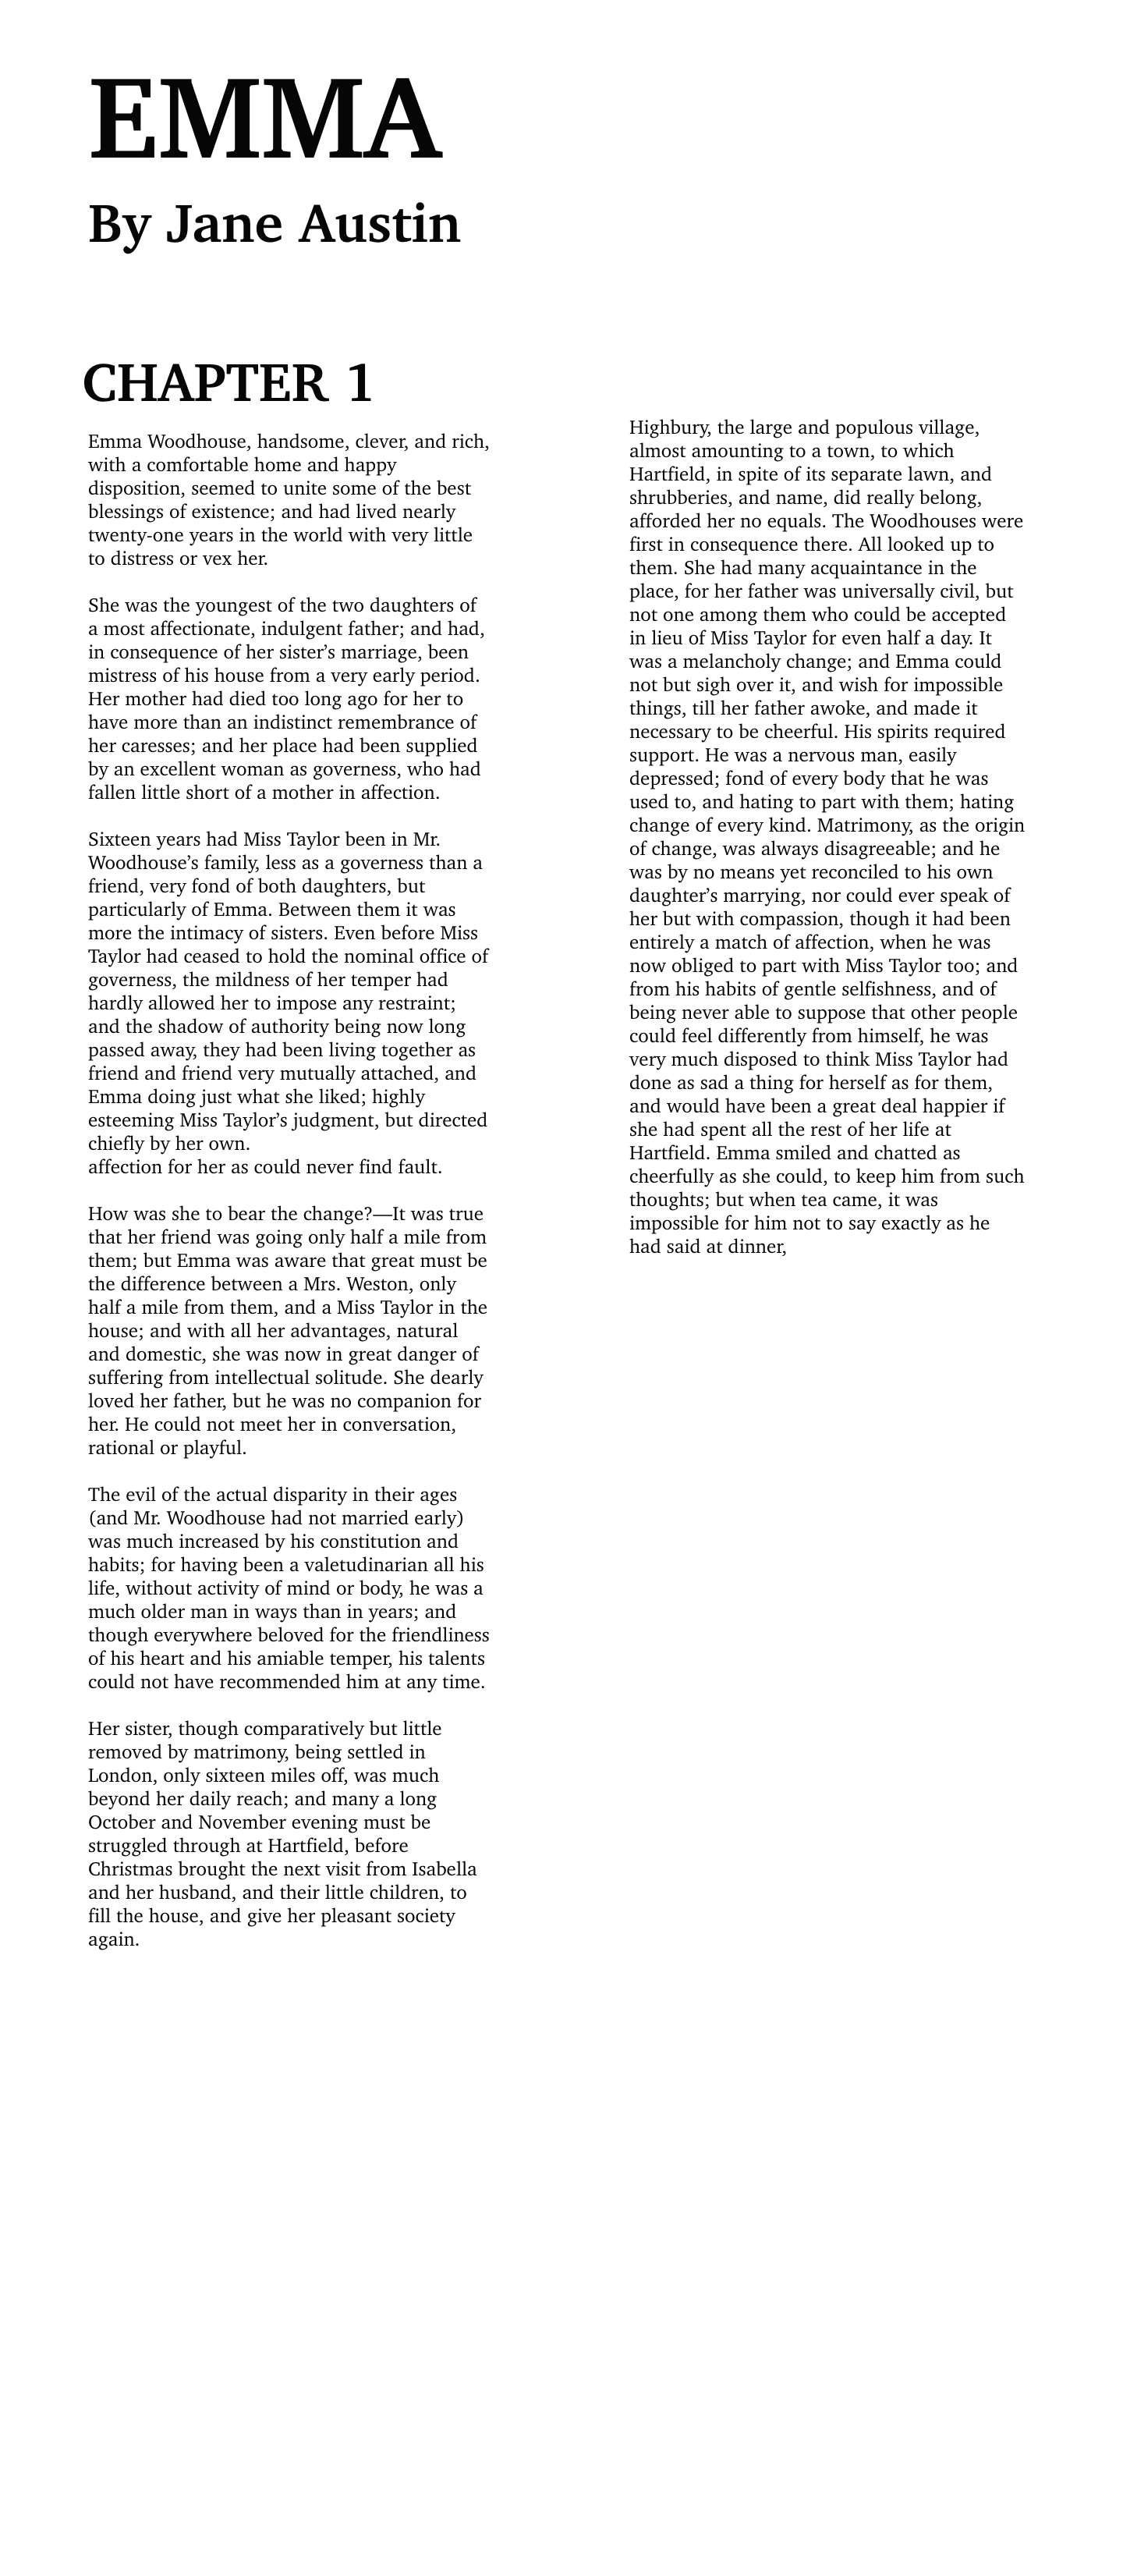 EMMA
By Jane Austin
CHAPTER 1
Emma Woodhouse, handsome, clever, and rich,
with a comfortable home and happy
disposition, seemed to unite some of the best
blessings of existence; and had lived nearly
twenty-one years in the world with very little
to distress or vex her.
She was the youngest of the two daughters of
a most affectionate, indulgent father; and had,
in consequence of her sister’s marriage, been
mistress of his house from a very early period.
Her mother had died too long ago for her to
have more than an indistinct remembrance of
her caresses; and her place had been supplied
by an excellent woman as governess, who had
fallen little short of a mother in affection.
Sixteen years had Miss Taylor been in Mr.
Woodhouse’s family, less as a governess than a
friend, very fond of both daughters, but
particularly of Emma. Between them it was
more the intimacy of sisters. Even before Miss
Taylor had ceased to hold the nominal office of
governess, the mildness of her temper had
hardly allowed her to impose any restraint;
and the shadow of authority being now long
passed away, they had been living together as
friend and friend very mutually attached, and
Emma doing just what she liked; highly
esteeming Miss Taylor’s judgment, but directed
chiefly by her own.
affection for her as could never find fault.
How was she to bear the change?—It was true
that her friend was going only half a mile from
them; but Emma was aware that great must be
the difference between a Mrs. Weston, only
half a mile from them, and a Miss Taylor in the
house; and with all her advantages, natural
and domestic, she was now in great danger of
suffering from intellectual solitude. She dearly
loved her father, but he was no companion for
her. He could not meet her in conversation,
rational or playful.
The evil of the actual disparity in their ages
(and Mr. Woodhouse had not married early)
was much increased by his constitution and
habits; for having been a valetudinarian all his
life, without activity of mind or body, he was a
much older man in ways than in years; and
though everywhere beloved for the friendliness
of his heart and his amiable temper, his talents
could not have recommended him at any time.
Her sister, though comparatively but little
removed by matrimony, being settled in
London, only sixteen miles off, was much
beyond her daily reach; and many a long
October and November evening must be
struggled through at Hartfield, before
Christmas brought the next visit from Isabella
and her husband, and their little children, to
fill the house, and give her pleasant society
again.
Highbury, the large and populous village,
almost amounting to a town, to which
Hartfield, in spite of its separate lawn, and
shrubberies, and name, did really belong,
afforded her no equals. The Woodhouses were
first in consequence there. All looked up to
them. She had many acquaintance in the
place, for her father was universally civil, but
not one among them who could be accepted
in lieu of Miss Taylor for even half a day. It
was a melancholy change; and Emma could
not but sigh over it, and wish for impossible
things, till her father awoke, and made it
necessary to be cheerful. His spirits required
support. He was a nervous man, easily
depressed; fond of every body that he was
used to, and hating to part with them; hating
change of every kind. Matrimony, as the origin
of change, was always disagreeable; and he
was by no means yet reconciled to his own
daughter’s marrying, nor could ever speak of
her but with compassion, though it had been
entirely a match of affection, when he was
now obliged to part with Miss Taylor too; and
from his habits of gentle selfishness, and of
being never able to suppose that other people
could feel differently from himself, he was
very much disposed to think Miss Taylor had
done as sad a thing for herself as for them,
and would have been a great deal happier if
she had spent all the rest of her life at
Hartfield. Emma smiled and chatted as
cheerfully as she could, to keep him from such
thoughts; but when tea came, it was
impossible for him not to say exactly as he
had said at dinner,